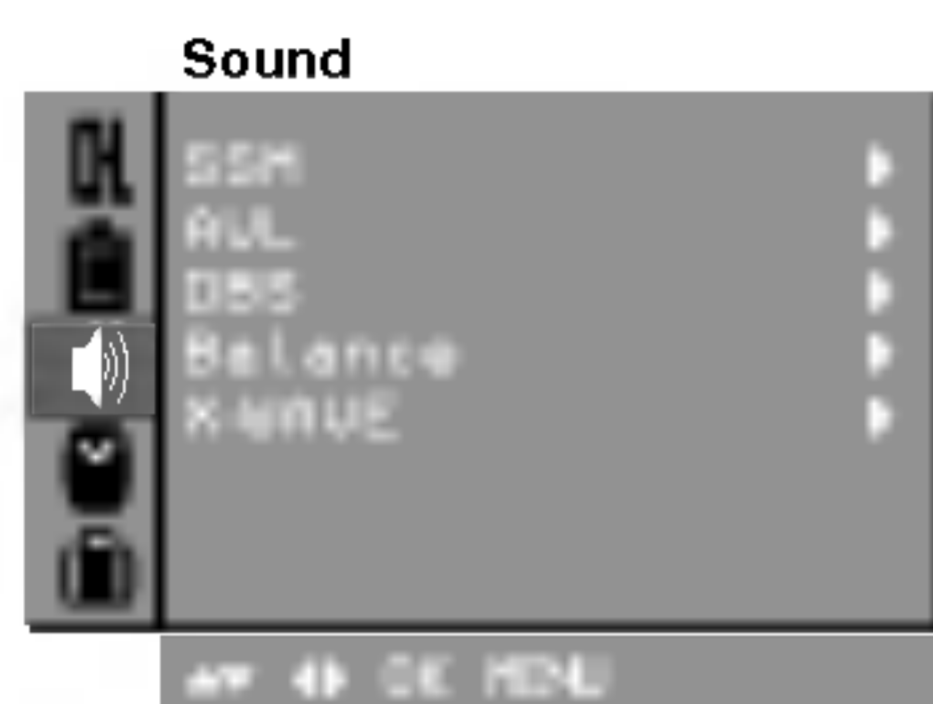 Sound
SSM
AVL
DBS
Balance
X-WAVE
▲▼ ◀▶ OK MENU